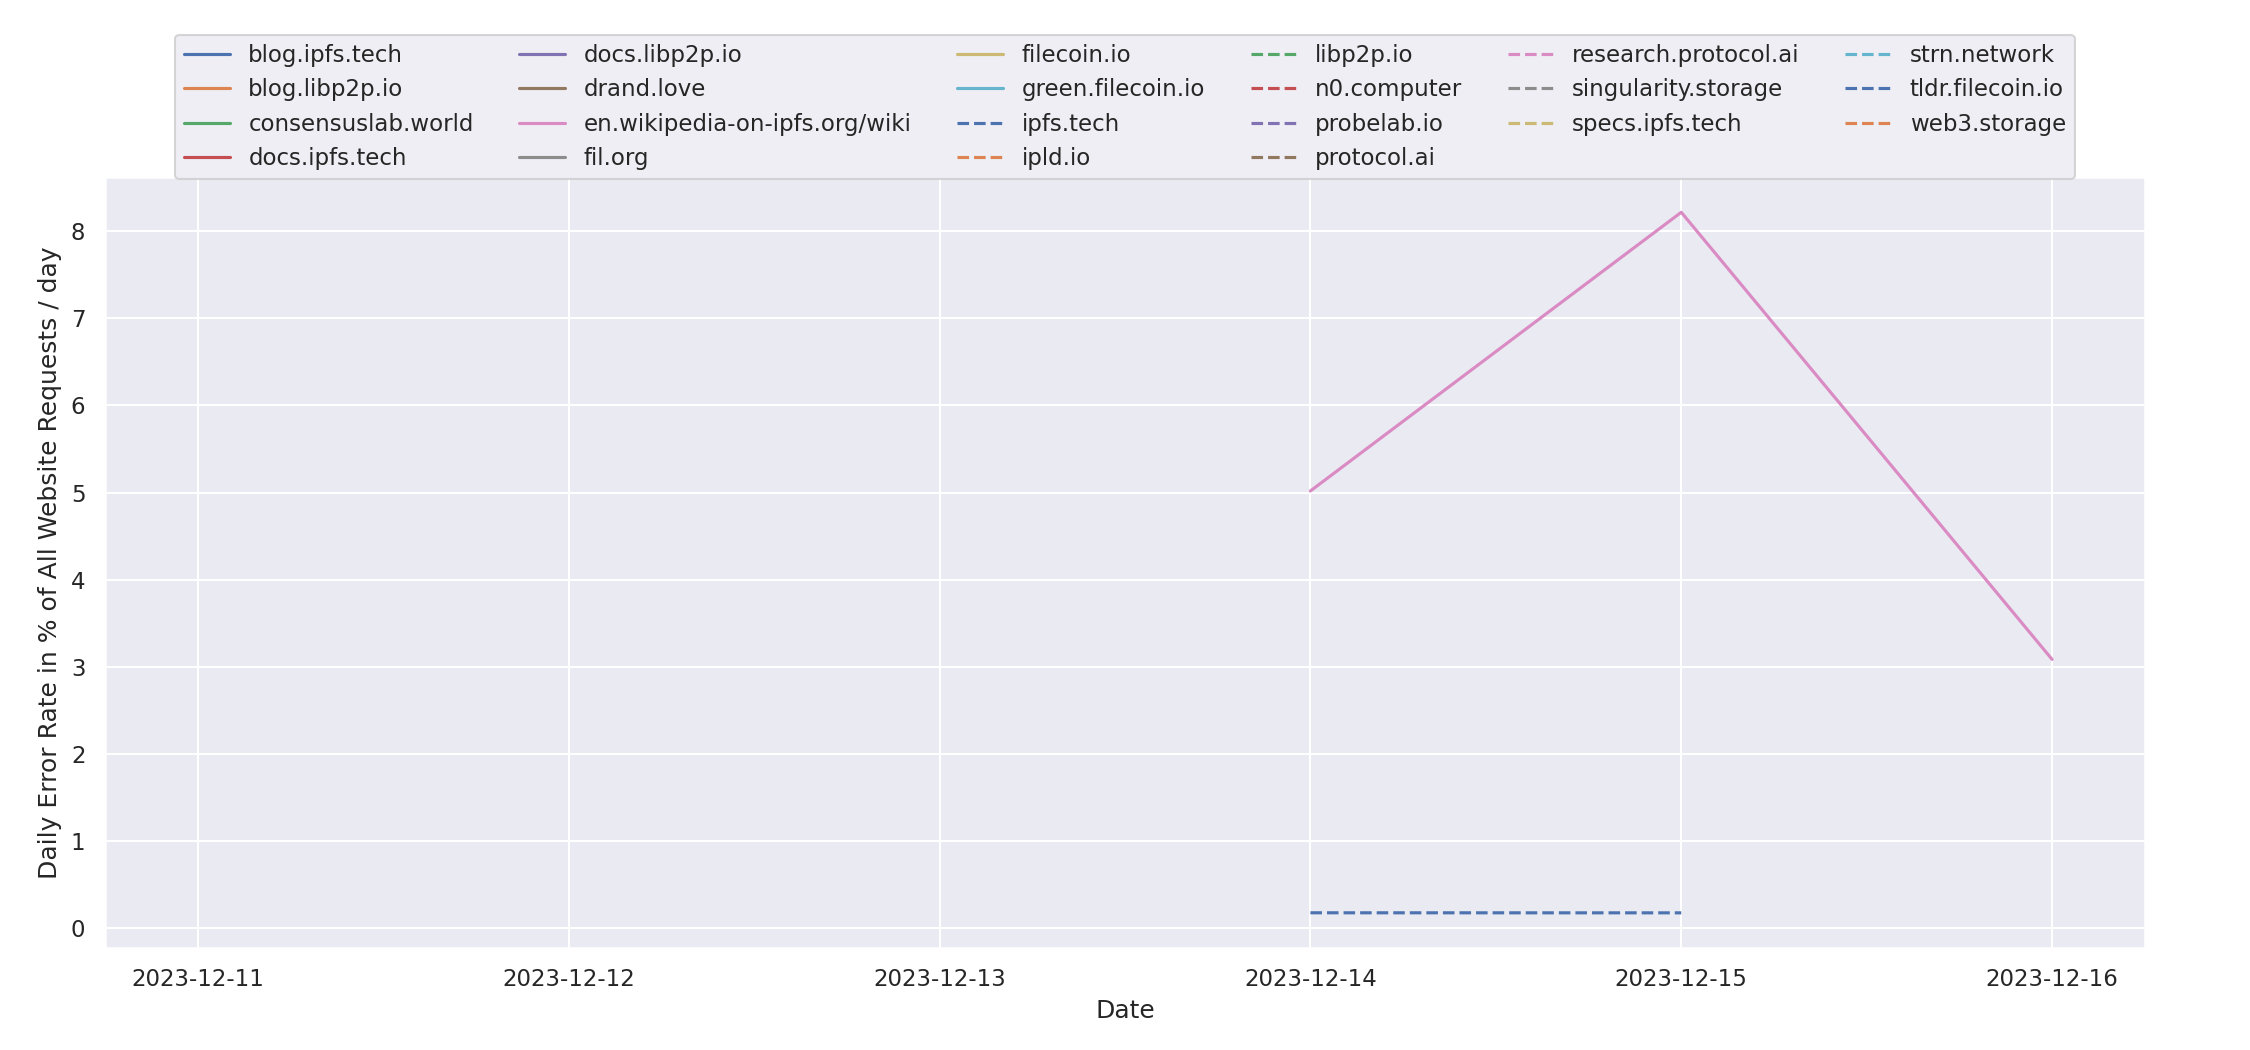 blog.ipfs.tech
blog.libp2p.io
consensuslab.world
docs.ipfs.tech
docs.libp2p.io
drand.love
en.wikipedia-on-ipfs.org/wiki
fil.org
filecoin.io
green.filecoin.io
ipfs.tech
ipld.io
libp2p.io
n0.computer
probelab.io
protocol.ai
research.protocol.ai
singularity.storage
specs.ipfs.tech
strn.network
tldr.filecoin.io
web3.storage
Daily Error Rate in % of All Website Requests / day
8
7
6
5
4
3
2
1
0
2023-12-11
2023-12-12
2023-12-13
2023-12-14
2023-12-15
2023-12-16
Date